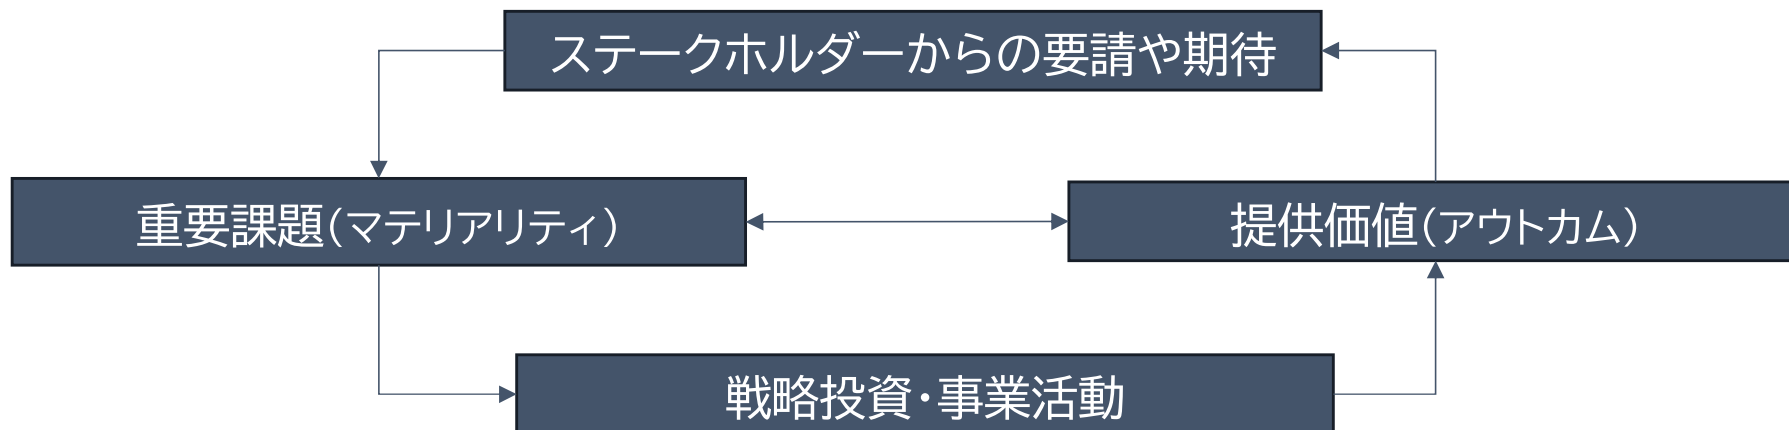 ステークホルダーからの要請や期待
重要課題（マテリアリティ）
提供価値（アウトカム）
戦略投資・事業活動